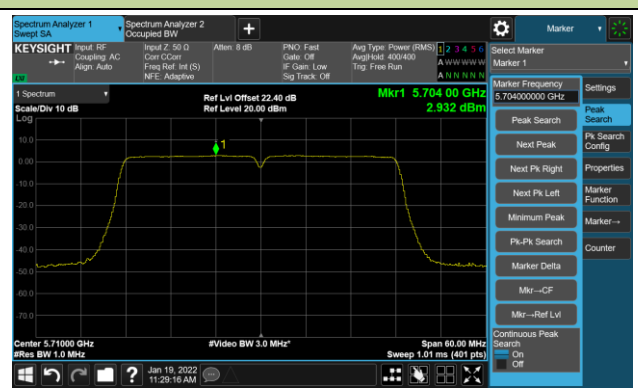 Spectrum Analyzer 1
Swept SA
Spectrum Analyzer 2
Occupied BW
+
Marker
KEYSIGHT
Input: RF
Coupling: AC
Align: Auto
Input Z: 50 Ω
Corr CCorr
Freq Ref: Int (S)
NFE: Adaptive
Atten: 8 dB
PNO: Fast
Gate: Off
IF Gain: Low
Sig Track: Off
Avg Type: Power (RMS)
Avg|Hold: 400/400
Trig: Free Run
1 2 3 4 5 6
A W W W W W
A N N N N N
Select Marker
Marker 1
1 Spectrum
Scale/Div 10 dB
Log
Ref Lvl Offset 22.40 dB
Ref Level 20.00 dBm
Mkr1 5.704 00 GHz
2.932 dBm
Marker Frequency
5.704000000 GHz
Peak Search
Next Peak
Next Pk Right
Next Pk Left
Minimum Peak
Pk-Pk Search
Marker Delta
Mkr→CF
Mkr→Ref Lvl
Continuous Peak
Search
On
Off
Settings
Peak
Search
Pk Search
Config
Properties
Marker
Function
Marker→
Counter
10.0
0.00
-10.0
-20.0
-30.0
-40.0
-50.0
-60.0
-70.0
1
Center 5.71000 GHz
#Res BW 1.0 MHz
#Video BW 3.0 MHz*
Span 60.00 MHz
Sweep 1.01 ms (401 pts)
?
Jan 19, 2022
11:29:16 AM